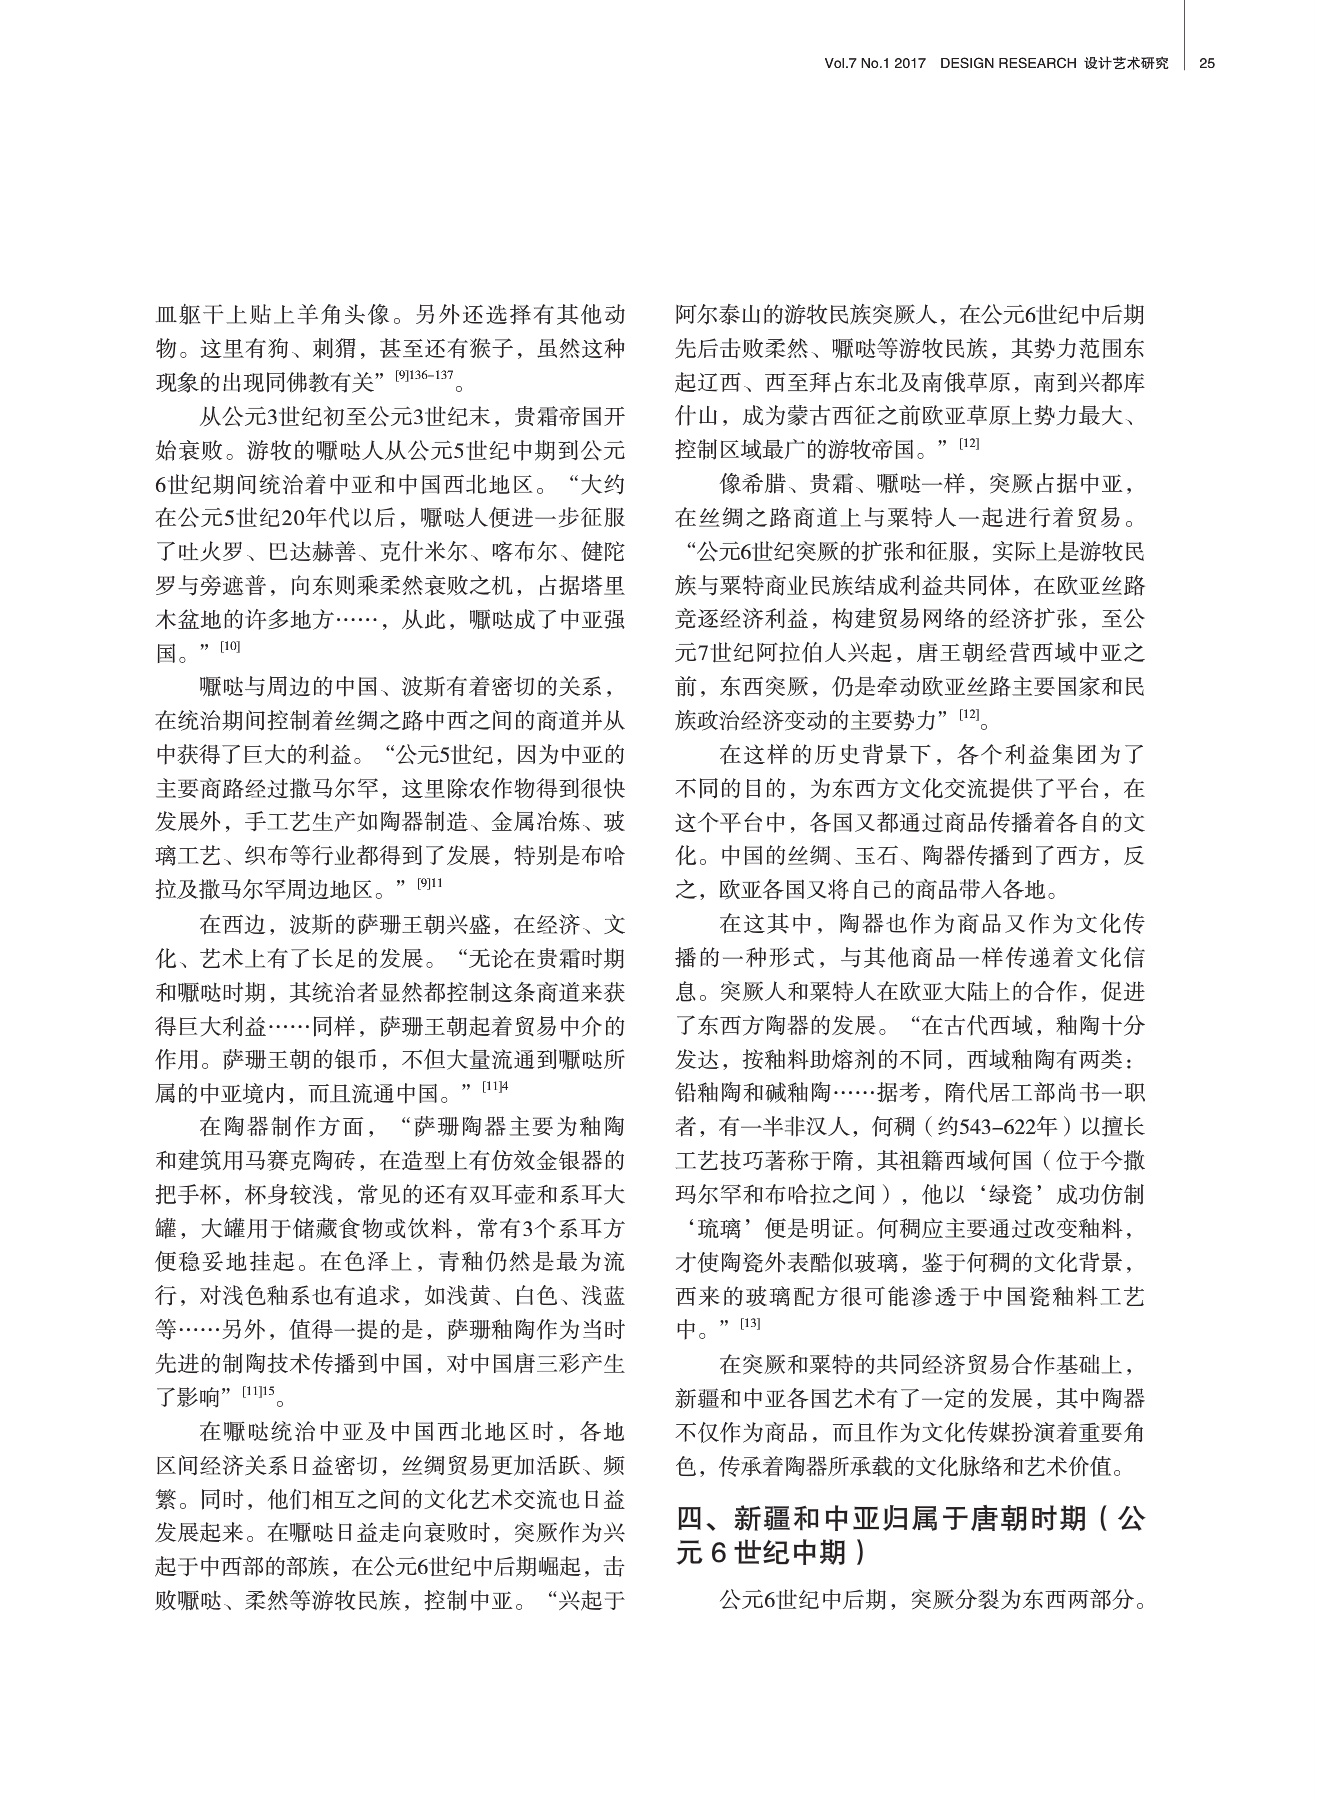 Vol.7 No.1 2017 DESIGN RESEARCH 设计艺术研究 25
皿躯干上贴上羊角头像。另外还选择有其他动
物。这里有狗、刺猬，甚至还有猴子，虽然这种
现象的出现同佛教有关”[9]136–137。
从公元3世纪初至公元3世纪末，贵霜帝国开
始衰败。游牧的嚈哒人从公元5世纪中期到公元
6世纪期间统治着中亚和中国西北地区。“大约
在公元5世纪20年代以后，嚈哒人便进一步征服
了吐火罗、巴达赫善、克什米尔、喀布尔、健陀
罗与旁遮普，向东则乘柔然衰败之机，占据塔里
木盆地的许多地方……，从此，嚈哒成了中亚强
国。”[10]
嚈哒与周边的中国、波斯有着密切的关系，
在统治期间控制着丝绸之路中西之间的商道并从
中获得了巨大的利益。“公元5世纪，因为中亚的
主要商路经过撒马尔罕，这里除农作物得到很快
发展外，手工艺生产如陶器制造、金属冶炼、玻
璃工艺、织布等行业都得到了发展，特别是布哈
拉及撒马尔罕周边地区。”[9]11
在西边，波斯的萨珊王朝兴盛，在经济、文
化、艺术上有了长足的发展。“无论在贵霜时期
和嚈哒时期，其统治者显然都控制这条商道来获
得巨大利益……同样，萨珊王朝起着贸易中介的
作用。萨珊王朝的银币，不但大量流通到嚈哒所
属的中亚境内，而且流通中国。”[11]4
在陶器制作方面，“萨珊陶器主要为釉陶
和建筑用马赛克陶砖，在造型上有仿效金银器的
把手杯，杯身较浅，常见的还有双耳壶和系耳大
罐，大罐用于储藏食物或饮料，常有3个系耳方
便稳妥地挂起。在色泽上，青釉仍然是最为流
行，对浅色釉系也有追求，如浅黄、白色、浅蓝
等……另外，值得一提的是，萨珊釉陶作为当时
先进的制陶技术传播到中国，对中国唐三彩产生
了影响”[11]15。
在嚈哒统治中亚及中国西北地区时，各地
区间经济关系日益密切，丝绸贸易更加活跃、频
繁。同时，他们相互之间的文化艺术交流也日益
发展起来。在嚈哒日益走向衰败时，突厥作为兴
起于中西部的部族，在公元6世纪中后期崛起，击
败嚈哒、柔然等游牧民族，控制中亚。“兴起于
阿尔泰山的游牧民族突厥人，在公元6世纪中后期
先后击败柔然、嚈哒等游牧民族，其势力范围东
起辽西、西至拜占东北及南俄草原，南到兴都库
什山，成为蒙古西征之前欧亚草原上势力最大、
控制区域最广的游牧帝国。”[12]
像希腊、贵霜、嚈哒一样，突厥占据中亚，
在丝绸之路商道上与粟特人一起进行着贸易。
“公元6世纪突厥的扩张和征服，实际上是游牧民
族与粟特商业民族结成利益共同体，在欧亚丝路
竞逐经济利益，构建贸易网络的经济扩张，至公
元7世纪阿拉伯人兴起，唐王朝经营西域中亚之
前，东西突厥，仍是牵动欧亚丝路主要国家和民
族政治经济变动的主要势力”[12]。
在这样的历史背景下，各个利益集团为了
不同的目的，为东西方文化交流提供了平台，在
这个平台中，各国又都通过商品传播着各自的文
化。中国的丝绸、玉石、陶器传播到了西方，反
之，欧亚各国又将自己的商品带入各地。
在这其中，陶器也作为商品又作为文化传
播的一种形式，与其他商品一样传递着文化信
息。突厥人和粟特人在欧亚大陆上的合作，促进
了东西方陶器的发展。“在古代西域，釉陶十分
发达，按釉料助熔剂的不同，西域釉陶有两类：
铅釉陶和碱釉陶……据考，隋代居工部尚书一职
者，有一半非汉人，何稠（约543–622年）以擅长
工艺技巧著称于隋，其祖籍西域何国（位于今撒
玛尔罕和布哈拉之间），他以‘绿瓷’成功仿制
‘琉璃’便是明证。何稠应主要通过改变釉料，
才使陶瓷外表酷似玻璃，鉴于何稠的文化背景，
西来的玻璃配方很可能渗透于中国瓷釉料工艺
中。”[13]
在突厥和粟特的共同经济贸易合作基础上，
新疆和中亚各国艺术有了一定的发展，其中陶器
不仅作为商品，而且作为文化传媒扮演着重要角
色，传承着陶器所承载的文化脉络和艺术价值。
四、新疆和中亚归属于唐朝时期（公
元 6 世纪中期）
公元6世纪中后期，突厥分裂为东西两部分。